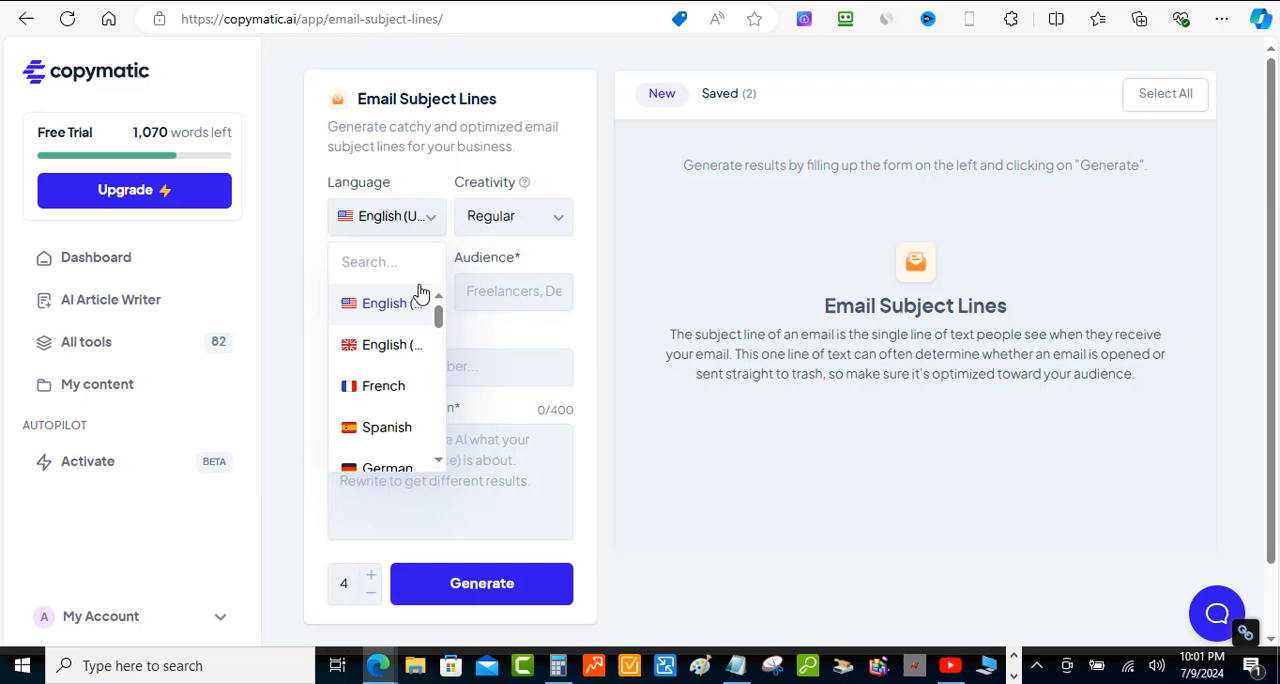 https://copymatic.ai/app/email-subject-lines/
copymatic
Free Trial 1,070 words left
Upgrade
Dashboard
AI Article Writer
All tools 82
My content
AUTOPILOT
Activate BETA
A My Account
Email Subject Lines
Generate catchy and optimized email
subject lines for your business.
Language Creativity
English (U... Regular
Search...
Audience*
English (... Freelancers, De
English (...
ber...
French
n* 0/400
Spanish
e AI what your
e) is about.
German
Rewrite to get different results.
4 Generate
New Saved (2) Select All
Generate results by filling up the form on the left and clicking on "Generate".
Email Subject Lines
The subject line of an email is the single line of text people see when they receive
your email. This one line of text can often determine whether an email is opened or
sent straight to trash, so make sure it's optimized toward your audience.
Type here to search
10:01 PM
7/9/2024
1